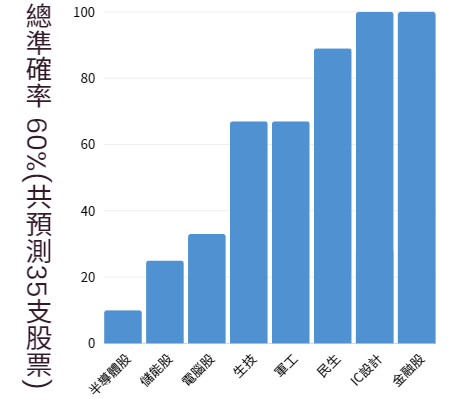 總準確率 60%(共預測35支股票)
100
80
60
40
20
0
半導體股
儲能股
電腦股
生技
軍工
民生
IC設計
金融股